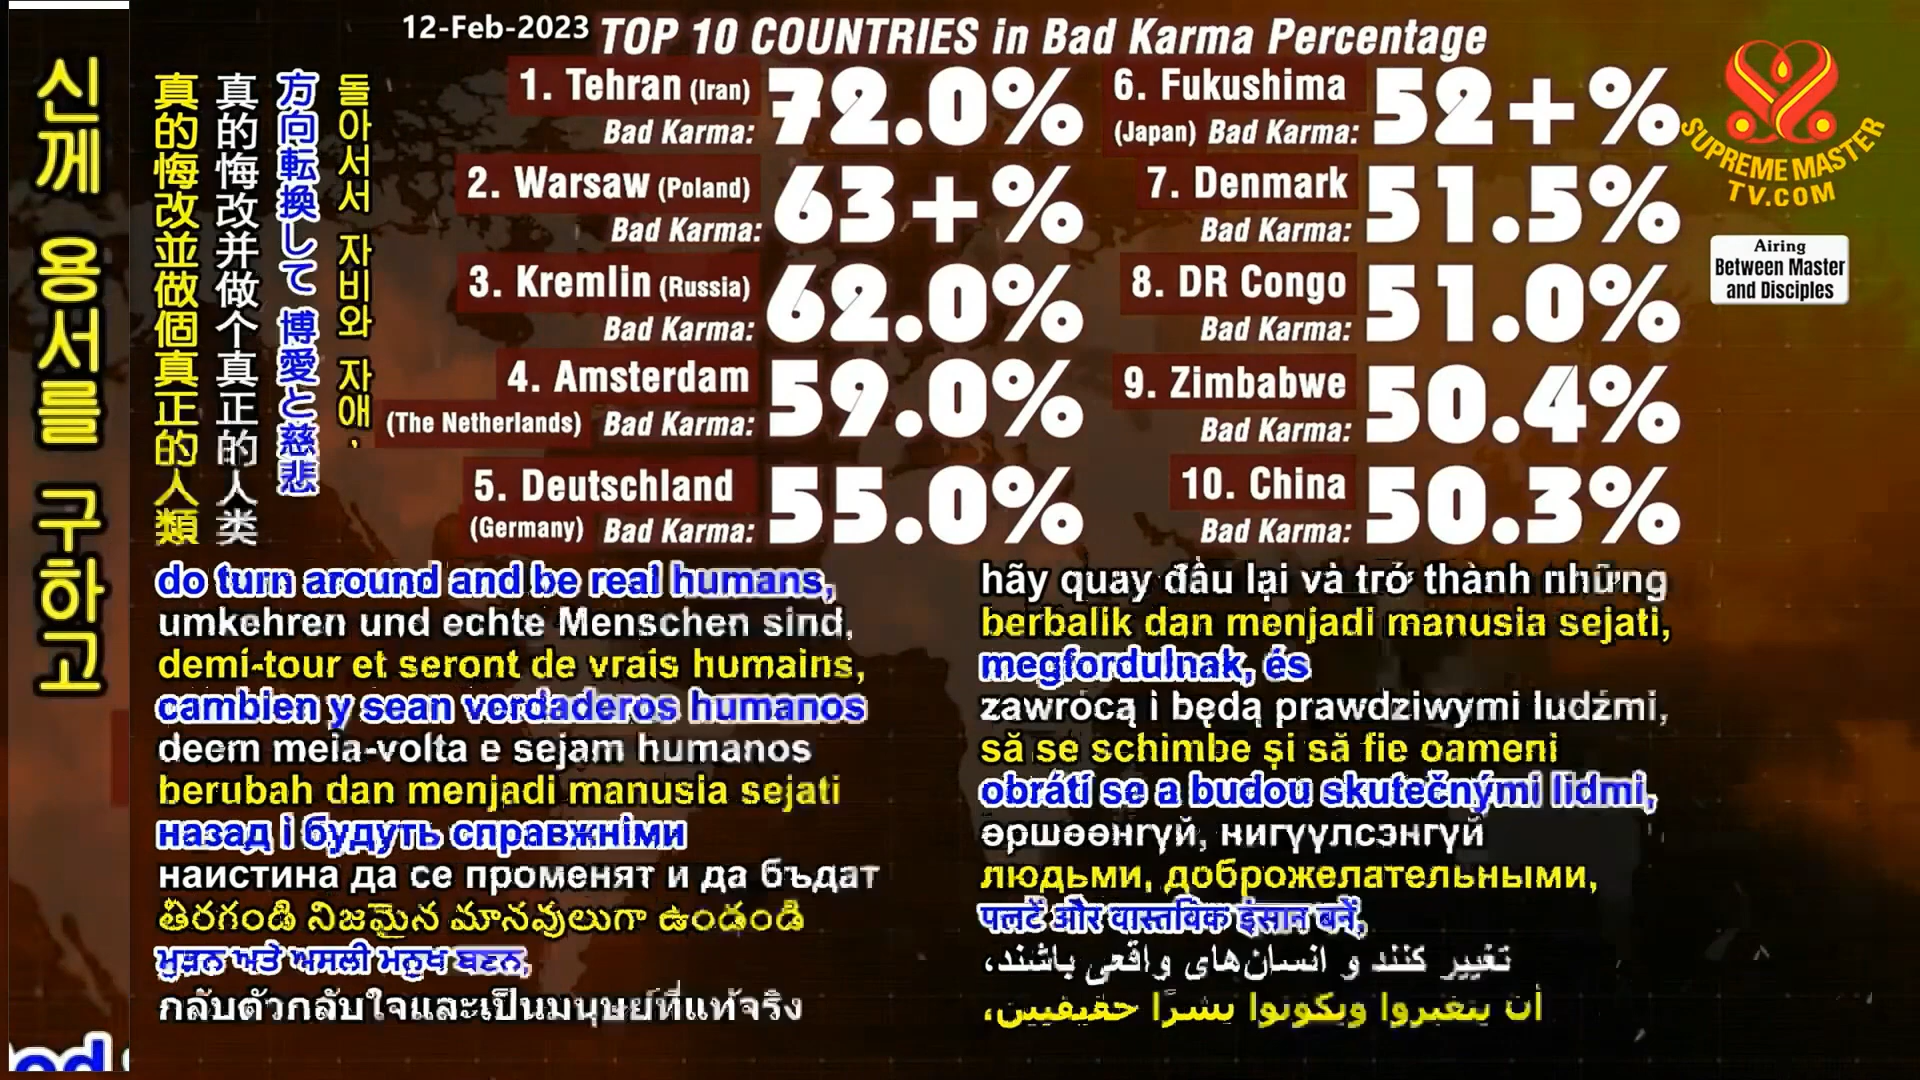 12-Feb-2023 TOP 10 COUNTRIES in Bad Karma Percentage
1. Tehran (Iran)
Bad Karma: 72.0%
2. Warsaw (Poland)
Bad Karma: 63+%
3. Kremlin (Russia)
Bad Karma: 62.0%
4. Amsterdam
(The Netherlands) Bad Karma: 59.0%
5. Deutschland
(Germany) Bad Karma: 55.0%
6. Fukushima
(Japan) Bad Karma: 52+%
7. Denmark
Bad Karma: 51.5%
8. DR Congo
Bad Karma: 51.0%
9. Zimbabwe
Bad Karma: 50.4%
10. China
Bad Karma: 50.3%
SUPREME MASTER
TV.COM
Airing
Between Master
and Disciples
신께 용서를 구하고
真的悔改並做個真正的人類
真的悔改并做个真正的人类
方向転換して 博愛と慈悲
돌아서서 자비와 자애,
do turn around and be real humans,
umkehren und echte Menschen sind,
demi-tour et seront de vrais humains,
cambien y sean verdaderos humanos
deem meia-volta e sejam humanos
berubah dan menjadi manusia sejati
назад і будуть справжніми
наистина да се променят и да бъдат
తిరగండి నిజమైన మానవులుగా ఉండండి
ਮੁੜਨ ਅਤੇ ਅਸਲੀ ਮਨੁਖ ਬਣਨ,
กลับตัวกลับใจและเป็นมนุษย์ที่แท้จริง
hãy quay đầu lại và trở thành những
berbalik dan menjadi manusia sejati,
megfordulnak, és
zawrócą i będą prawdziwymi ludźmi,
să se schimbe și să fie oameni
obrátí se a budou skutečnými lidmi,
өршөөнгүй, нигүүлсэнгүй
людьми, доброжелательными,
पलटें और वास्तविक इंसान बनें,
تغییر کنند و انسان‌های واقعی باشند،
أن يتغيروا ويكونوا بشرًا حقيقيين،